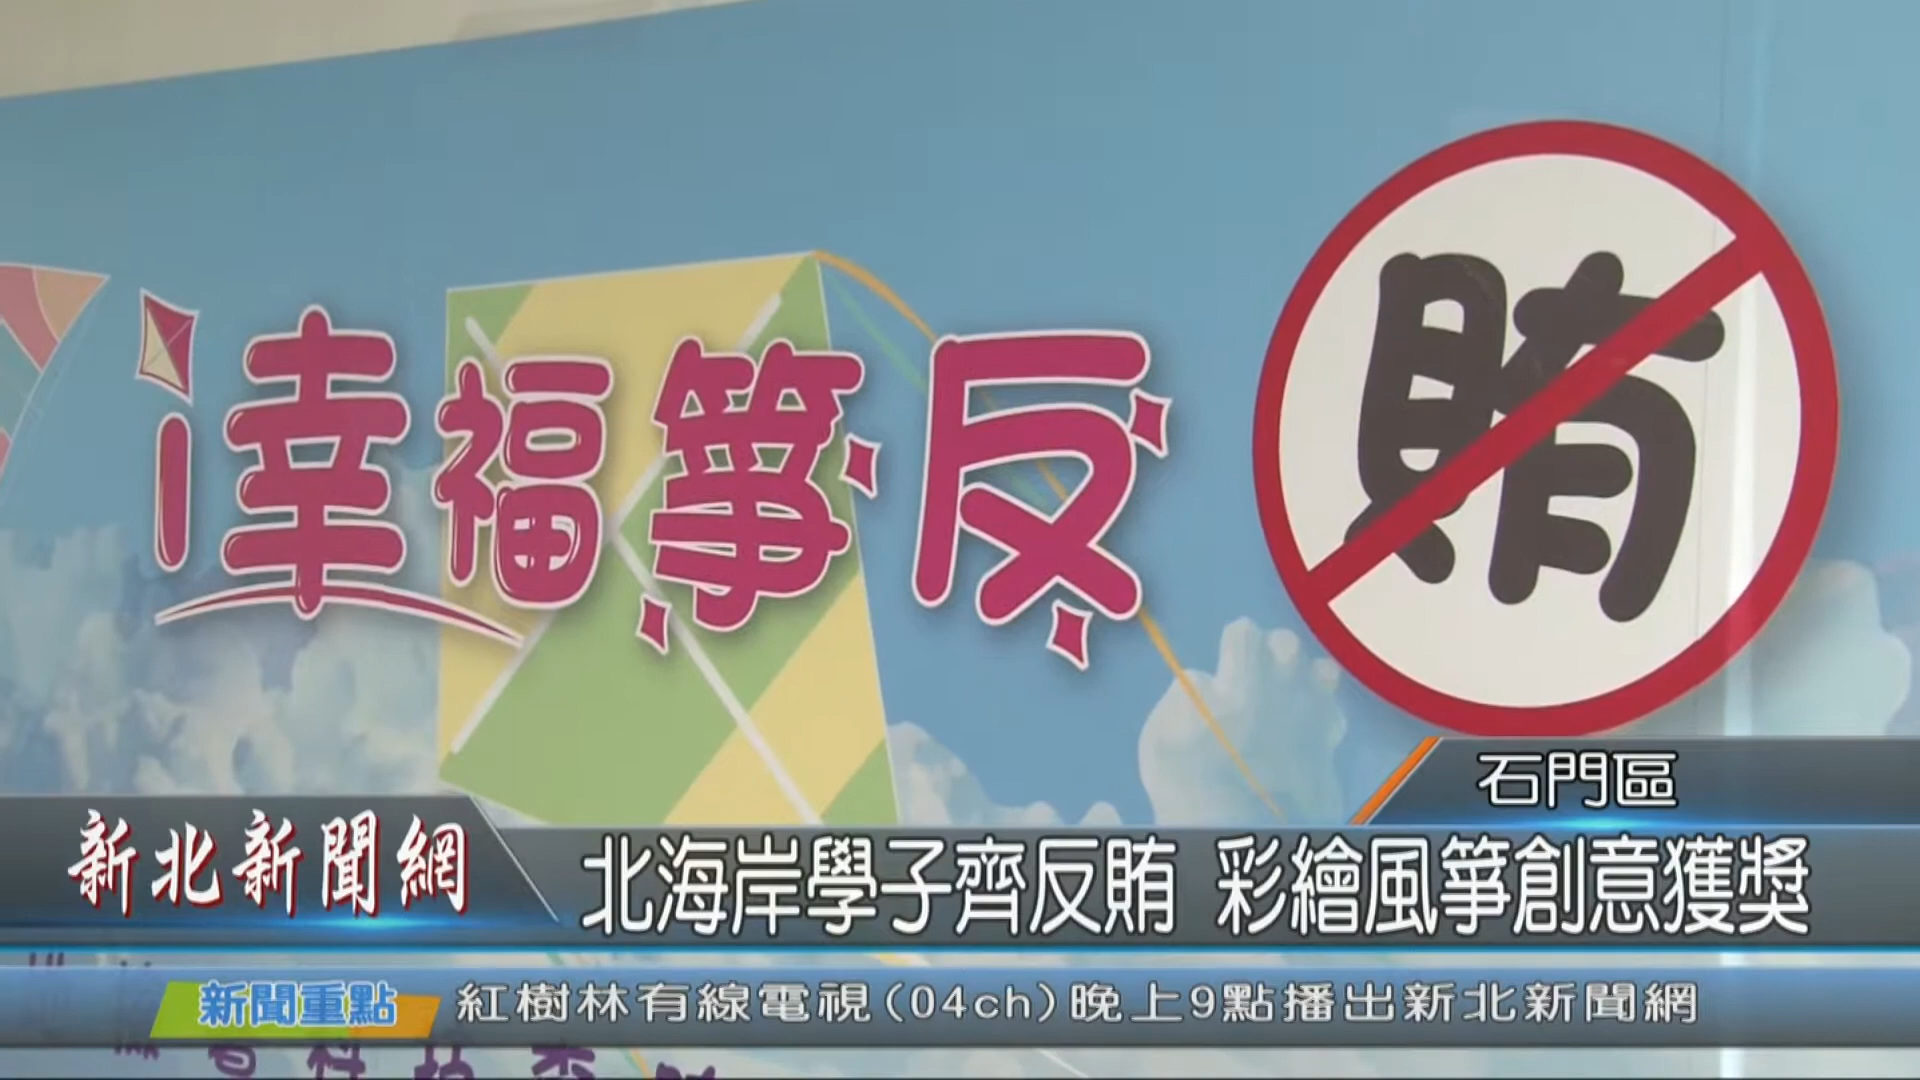 i幸福箏反賄
石門區
新北新聞網
北海岸學子齊反賄 彩繪風箏創意獲獎
新聞重點 紅樹林有線電視(04ch)晚上9點播出新北新聞網